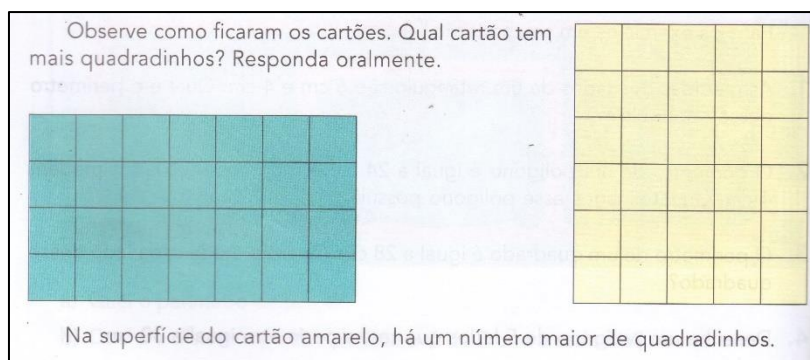 Observe como ficaram os cartões. Qual cartão tem
mais quadradinhos? Responda oralmente.
Na superfície do cartão amarelo, há um número maior de quadradinhos.